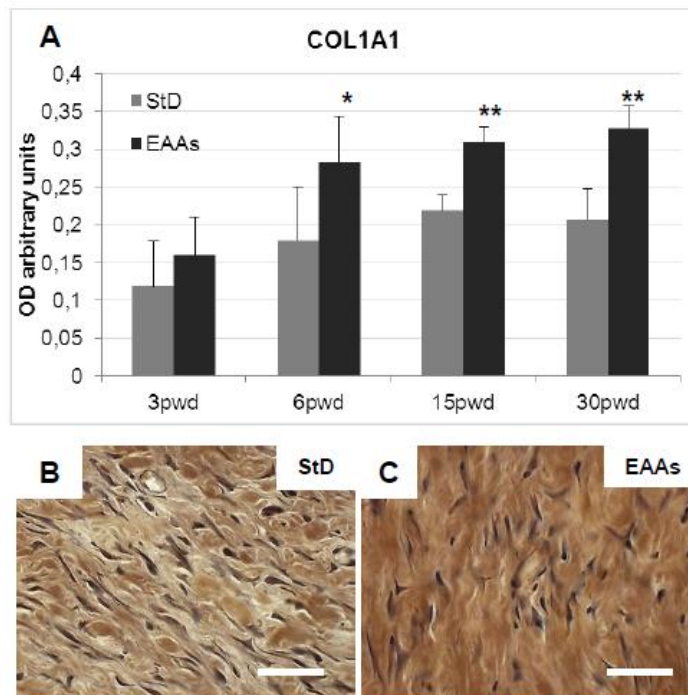 A
COL1A1
0,4
0,35
0,3
0,25
0,2
0,15
0,1
0,05
0
OD arbitrary units
StD
EAAs
*
**
**
3pwd 6pwd 15pwd 30pwd
B StD
C EAAs